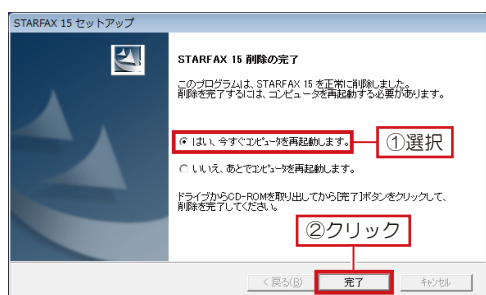 STARFAX 15 セットアップ
STARFAX 15 削除の完了
このプログラムは、STARFAX 15 を正常に削除しました。
削除を完了するには、コンピュータを再起動する必要があります。
はい、今すぐコンピュータを再起動します。
①選択
いいえ、あとでコンピュータを再起動します。
ドライブからCD-ROMを取り出してから[完了]ボタンをクリックして、
削除を完了してください。
②クリック
< 戻る(B)
完了
キャンセル